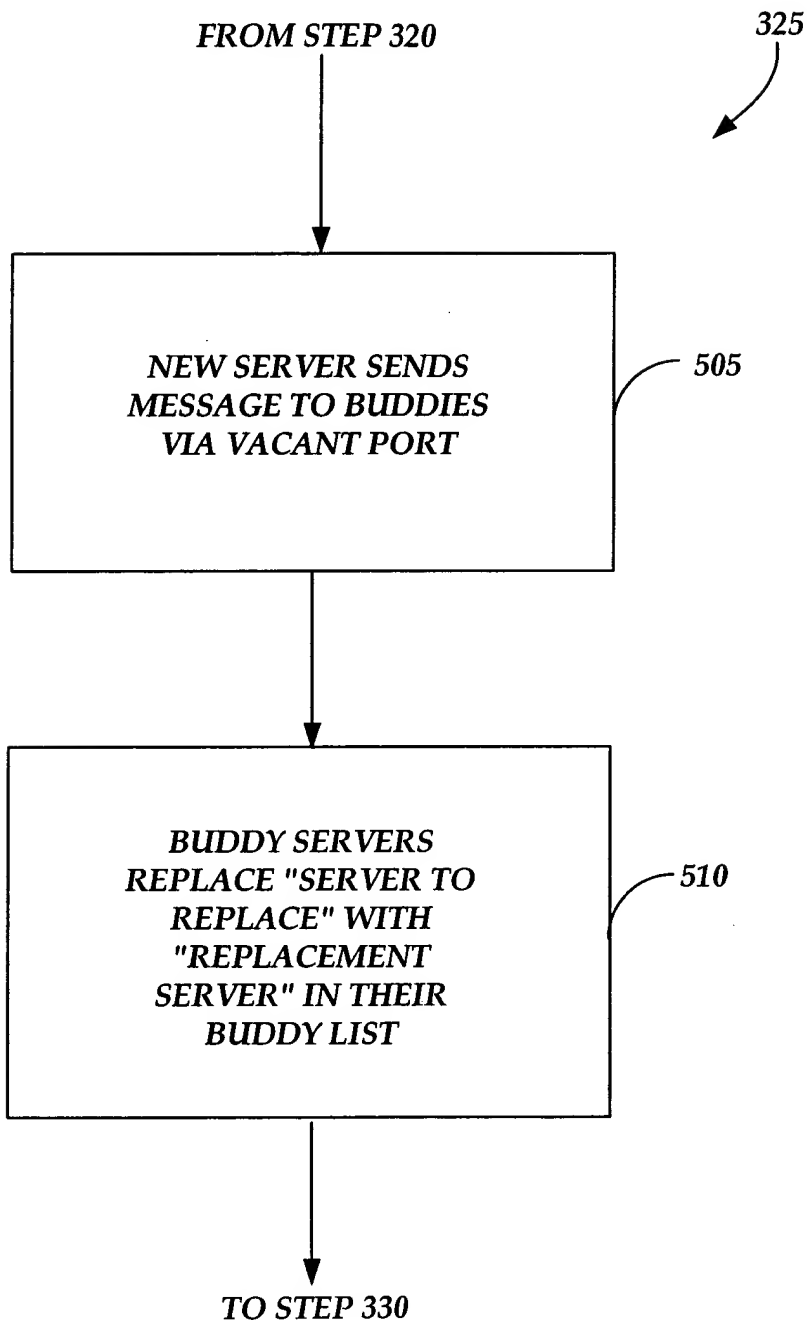 FROM STEP 320
325
NEW SERVER SENDS
MESSAGE TO BUDDIES
VIA VACANT PORT
505
BUDDY SERVERS
REPLACE "SERVER TO
REPLACE" WITH
"REPLACEMENT
SERVER" IN THEIR
BUDDY LIST
510
TO STEP 330